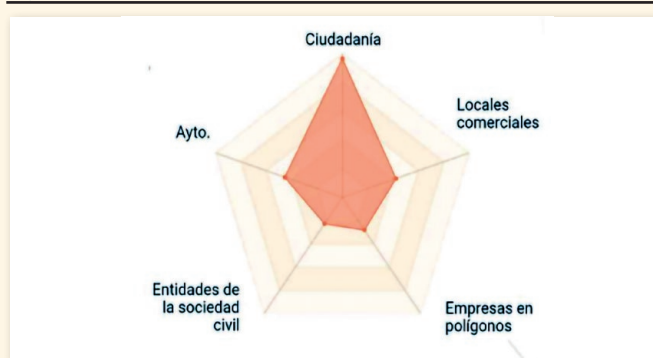 Ciudadanía
Locales
comerciales
Ayto.
Entidades de
la sociedad
civil
Empresas en
polígonos